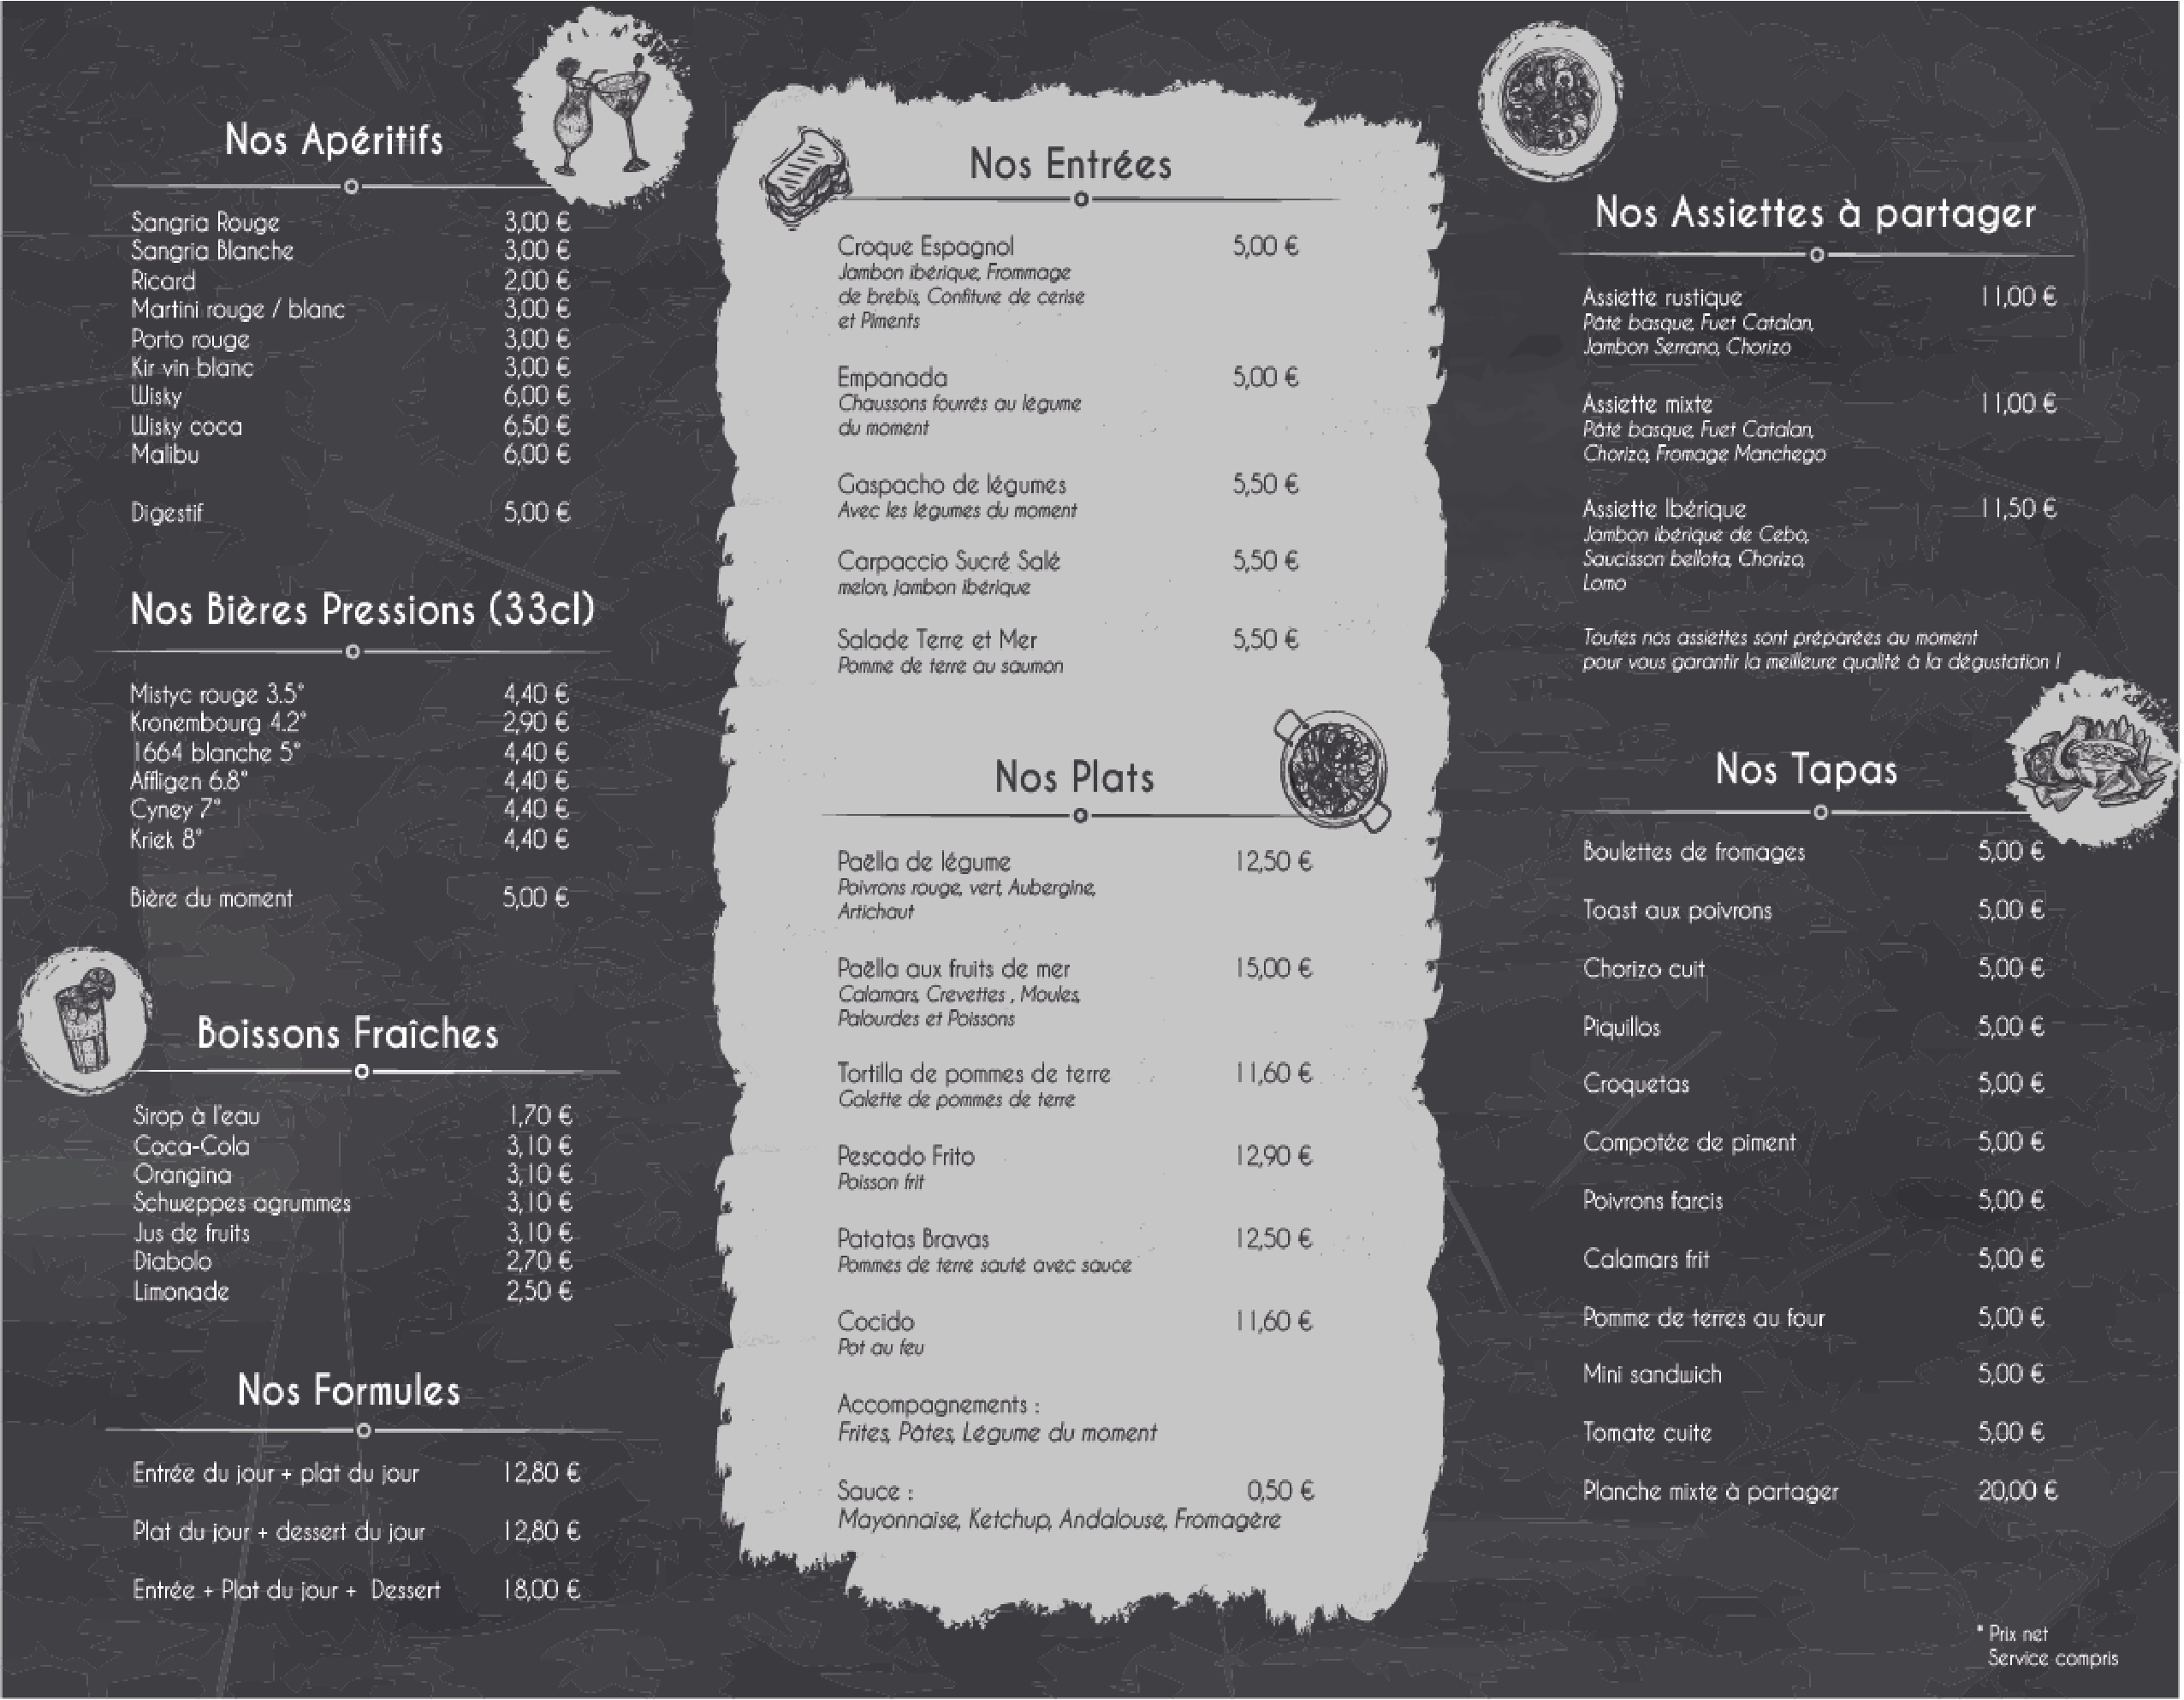 Nos Apéritifs
Sangria Rouge 3,00 €
Sangria Blanche 3,00 €
Ricard 2,00 €
Martini rouge / blanc 3,00 €
Porto rouge 3,00 €
Kir vin blanc 3,00 €
Wisky 6,00 €
Wisky coca 6,50 €
Malibu 6,00 €
Digestif 5,00 €
Nos Bières Pressions (33cl)
Mistyc rouge 3.5° 4,40 €
Kronembourg 4.2° 2,90 €
1664 blanche 5° 4,40 €
Affligen 6.8° 4,40 €
Cyney 7° 4,40 €
Kriek 8° 4,40 €
Bière du moment 5,00 €
Boissons Fraîches
Sirop à l'eau 1,70 €
Coca-Cola 3,10 €
Orangina 3,10 €
Schweppes agrummes 3,10 €
Jus de fruits 3,10 €
Diabolo 2,70 €
Limonade 2,50 €
Nos Formules
Entrée du jour + plat du jour 12,80 €
Plat du jour + dessert du jour 12,80 €
Entrée + Plat du jour + Dessert 18,00 €
Nos Entrées
Croque Espagnol 5,00 €
Jambon ibérique, Frommage
de brebis, Confiture de cerise
et Piments
Empanada 5,00 €
Chaussons fourrés au légume
du moment
Gaspacho de légumes 5,50 €
Avec les légumes du moment
Carpaccio Sucré Salé 5,50 €
melon, jambon ibérique
Salade Terre et Mer 5,50 €
Pomme de terre au saumon
Nos Plats
Paëlla de légume 12,50 €
Poivrons rouge, vert, Aubergine,
Artichaut
Paëlla aux fruits de mer 15,00 €
Calamars, Crevettes , Moules,
Palourdes et Poissons
Tortilla de pommes de terre 11,60 €
Galette de pommes de terre
Pescado Frito 12,90 €
Poisson frit
Patatas Bravas 12,50 €
Pommes de terre sauté avec sauce
Cocido 11,60 €
Pot au feu
Accompagnements :
Frites, Pâtes, Légume du moment
Sauce : 0,50 €
Mayonnaise, Ketchup, Andalouse, Fromagère
Nos Assiettes à partager
Assiette rustique 11,00 €
Pâté basque, Fuet Catalan,
Jambon Serrano, Chorizo
Assiette mixte 11,00 €
Pâté basque, Fuet Catalan,
Chorizo, Fromage Manchego
Assiette Ibérique 11,50 €
Jambon ibérique de Cebo,
Saucisson bellota, Chorizo,
Lomo
Toutes nos assiettes sont préparées au moment
pour vous garantir la meilleure qualité à la dégustation !
Nos Tapas
Boulettes de fromages 5,00 €
Toast aux poivrons 5,00 €
Chorizo cuit 5,00 €
Piquillos 5,00 €
Croquetas 5,00 €
Compotée de piment 5,00 €
Poivrons farcis 5,00 €
Calamars frit 5,00 €
Pomme de terres au four 5,00 €
Mini sandwich 5,00 €
Tomate cuite 5,00 €
Planche mixte à partager 20,00 €
* Prix net
Service compris